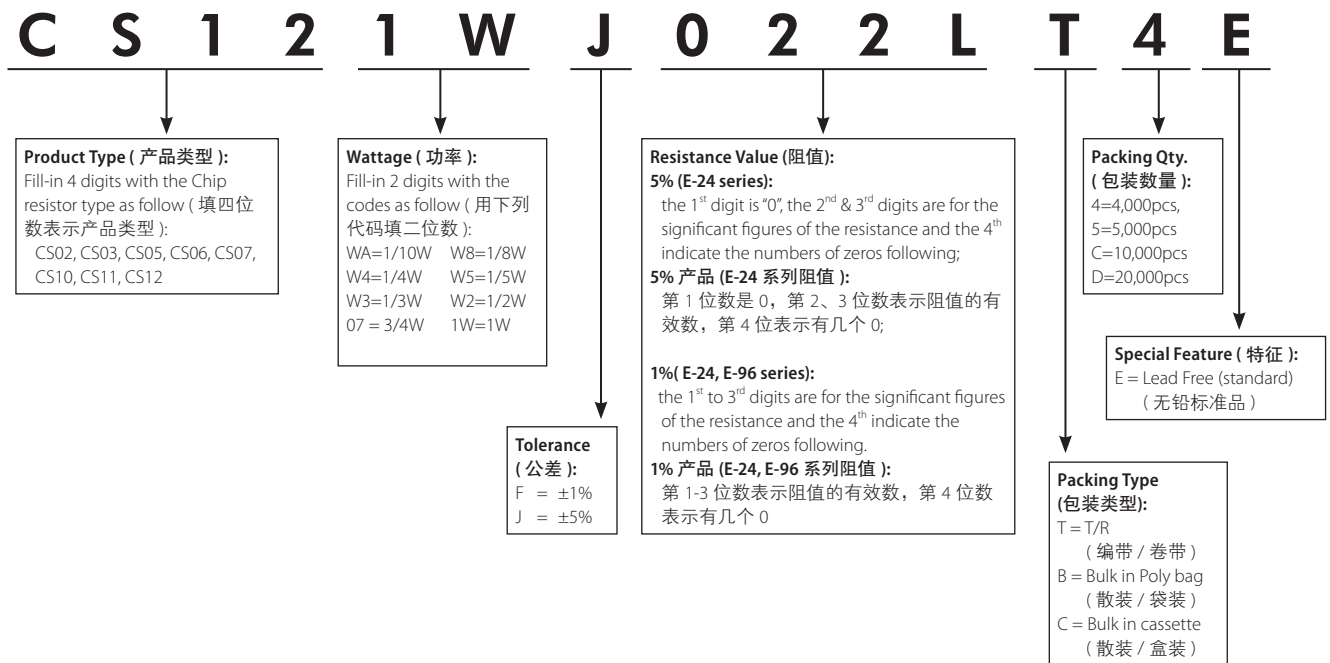 C S 1 2 1 W J 0 2 2 L T 4 E
Product Type ( 产品类型 ):
Fill-in 4 digits with the Chip
resistor type as follow ( 填四位
数表示产品类型 ):
CS02, CS03, CS05, CS06, CS07,
CS10, CS11, CS12
Wattage ( 功率 ):
Fill-in 2 digits with the
codes as follow ( 用下列
代码填二位数 ):
WA=1/10W W8=1/8W
W4=1/4W W5=1/5W
W3=1/3W W2=1/2W
07 = 3/4W 1W=1W
Tolerance
( 公差 ):
F = ±1%
J = ±5%
Resistance Value (阻值):
5% (E-24 series):
the 1st digit is “0”, the 2nd & 3rd digits are for the
significant figures of the resistance and the 4th
indicate the numbers of zeros following;
5% 产品 (E-24 系列阻值 ):
第 1 位数是 0，第 2、3 位数表示阻值的有
效数，第 4 位表示有几个 0;
1%( E-24, E-96 series):
the 1st to 3rd digits are for the significant figures
of the resistance and the 4th indicate the
numbers of zeros following.
1% 产品 (E-24, E-96 系列阻值 ):
第 1-3 位数表示阻值的有效数，第 4 位数
表示有几个 0
Packing Qty.
( 包装数量 ):
4=4,000pcs,
5=5,000pcs
C=10,000pcs
D=20,000pcs
Special Feature ( 特征 ):
E = Lead Free (standard)
( 无铅标准品 )
Packing Type
(包装类型):
T = T/R
( 编带 / 卷带 )
B = Bulk in Poly bag
( 散装 / 袋装 )
C = Bulk in cassette
( 散装 / 盒装 )